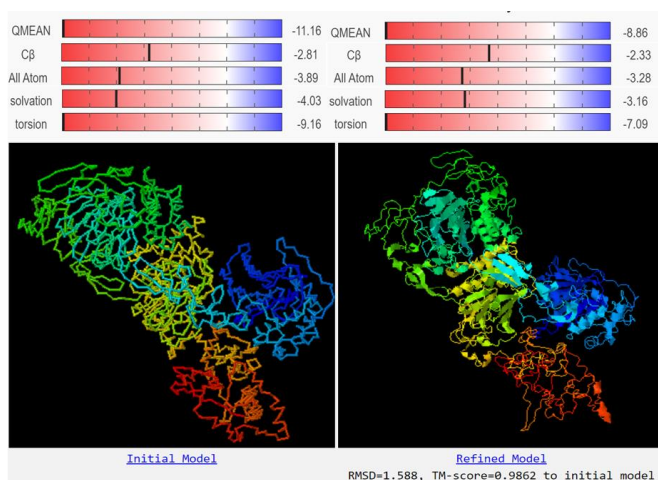 QMEAN -11.16
Cβ -2.81
All Atom -3.89
solvation -4.03
torsion -9.16
QMEAN -8.86
Cβ -2.33
All Atom -3.28
solvation -3.16
torsion -7.09
Initial Model
Refined Model
RMSD=1.588, TM-score=0.9862 to initial model